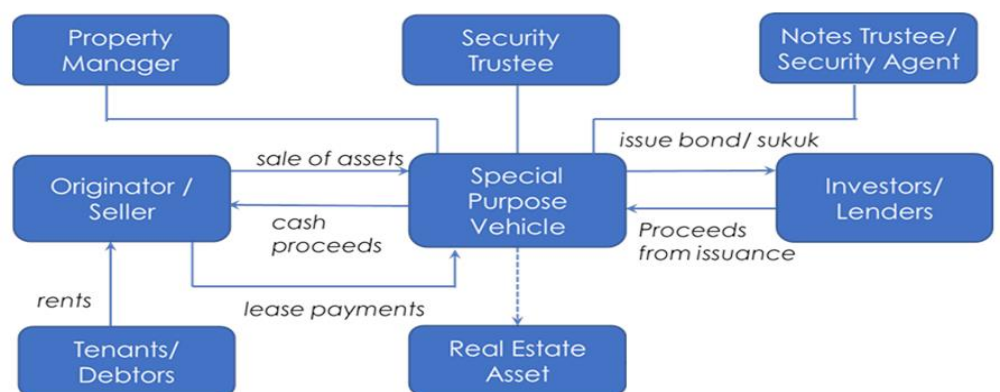 Property
Manager
Security
Trustee
Notes Trustee/
Security Agent
issue bond/ sukuk
sale of assets
Originator /
Seller
Special
Purpose
Vehicle
Investors/
Lenders
cash
proceeds
Proceeds
from issuance
rents
lease payments
Tenants/
Debtors
Real Estate
Asset